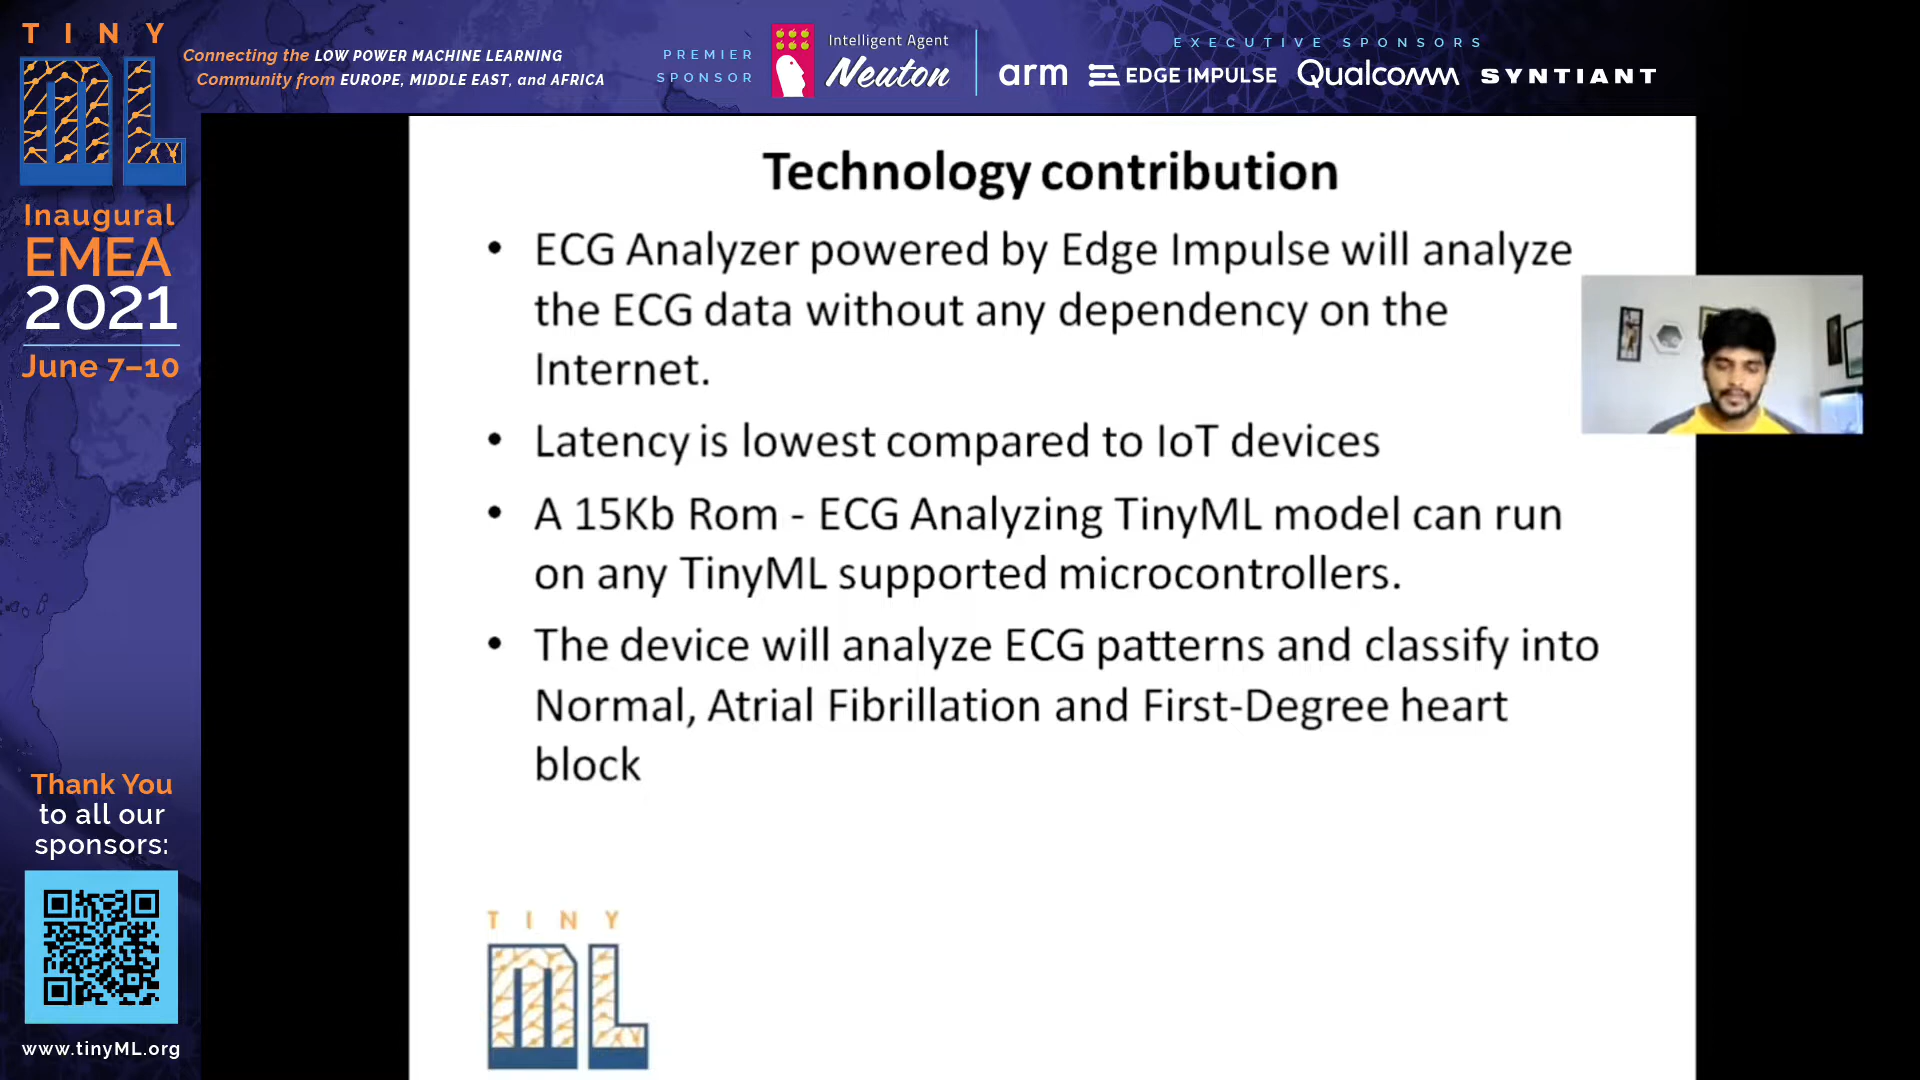 TINY
ML
Connecting the LOW POWER MACHINE LEARNING
Community from EUROPE, MIDDLE EAST, and AFRICA
PREMIER
SPONSOR
Intelligent Agent
Neuton
EXECUTIVE SPONSORS
arm EDGE IMPULSE Qualcomm SYNTIANT
Inaugural
EMEA
2021
June 7–10
Technology contribution
• ECG Analyzer powered by Edge Impulse will analyze
the ECG data without any dependency on the
Internet.
• Latency is lowest compared to IoT devices
• A 15Kb Rom - ECG Analyzing TinyML model can run
on any TinyML supported microcontrollers.
• The device will analyze ECG patterns and classify into
Normal, Atrial Fibrillation and First-Degree heart
block
TINY
ML
Thank You
to all our
sponsors:
www.tinyML.org